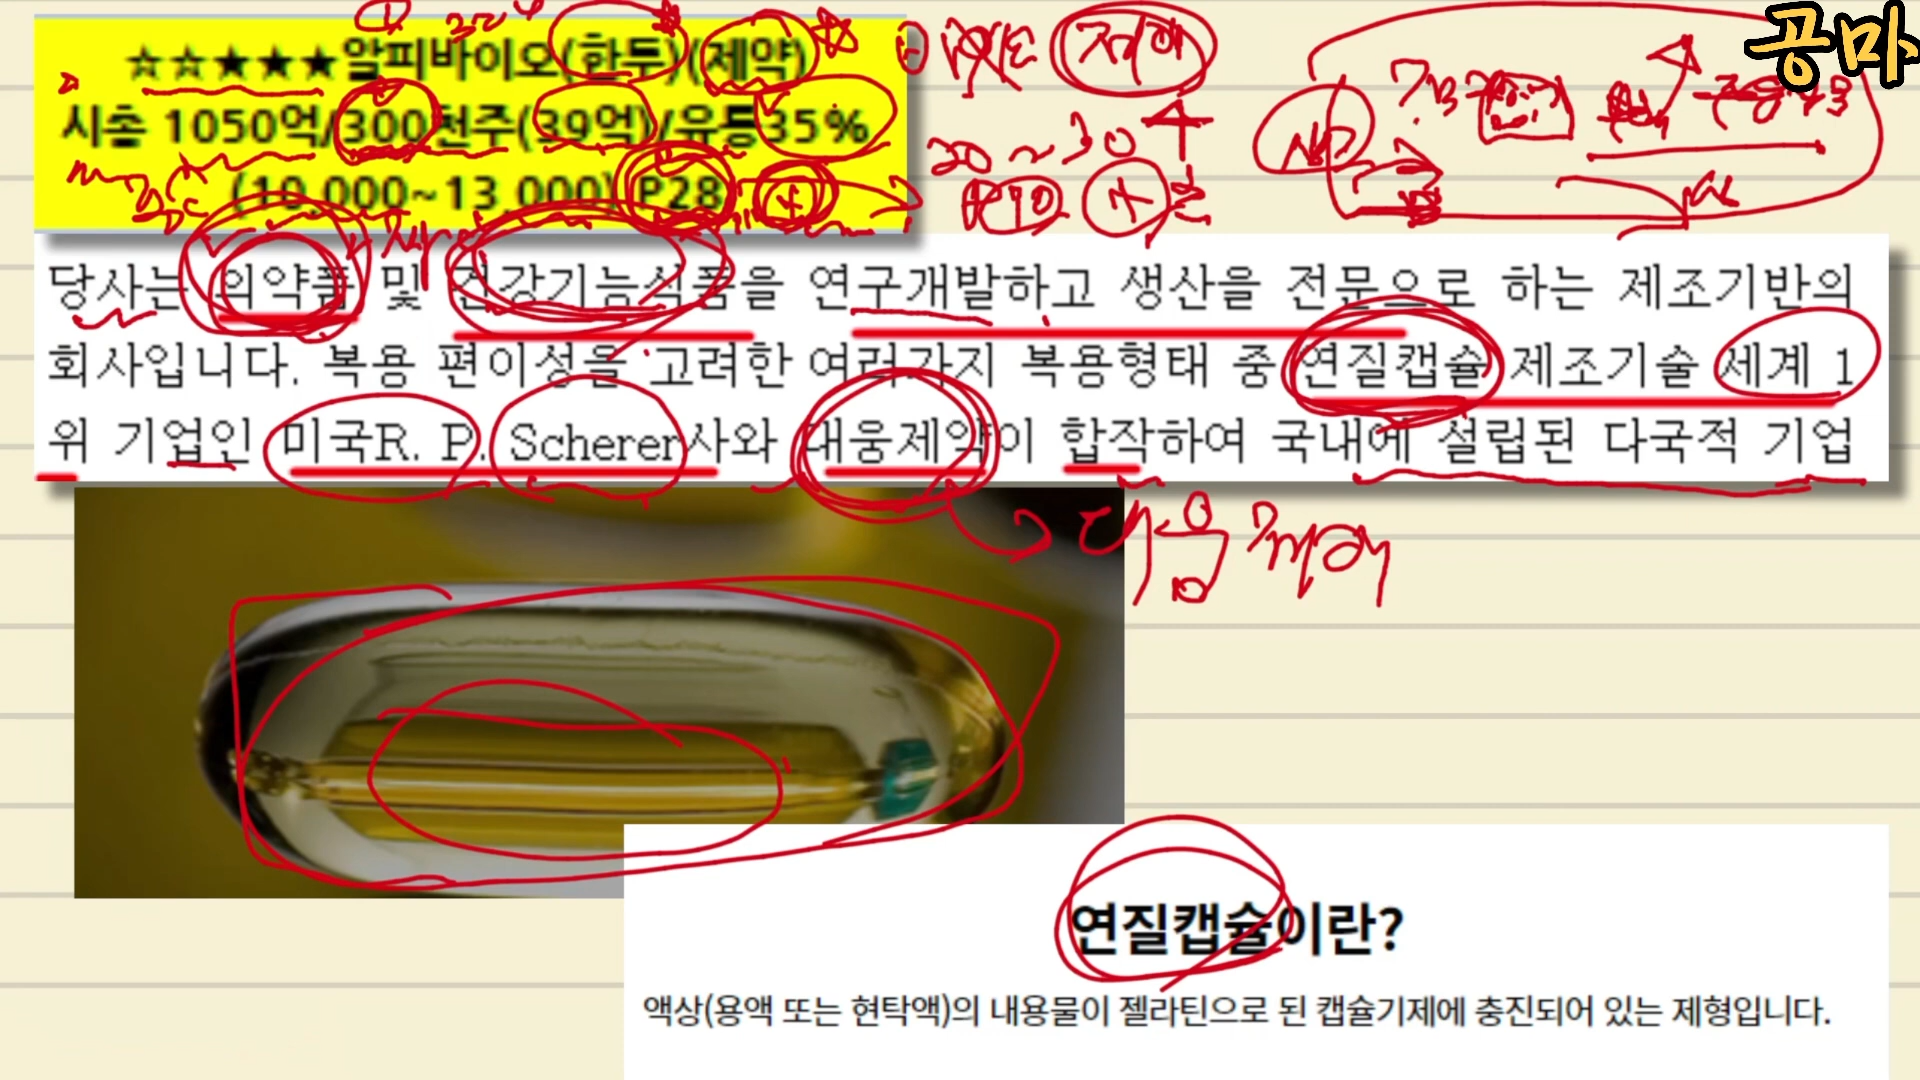 공마
☆☆★★★알피바이오(한투)(제약)
시총 1050억/300천주(39억)/유통35%
(10,000~13,000) P28
20~30
당사는 의약품 및 건강기능식품을 연구개발하고 생산을 전문으로 하는 제조기반의
회사입니다. 복용 편이성을 고려한 여러가지 복용형태 중 연질캡슐 제조기술 세계 1
위 기업인 미국R. P. Scherer사와 대웅제약이 합작하여 국내에 설립된 다국적 기업
대웅
연질캡슐이란?
액상(용액 또는 현탁액)의 내용물이 젤라틴으로 된 캡슐기제에 충진되어 있는 제형입니다.